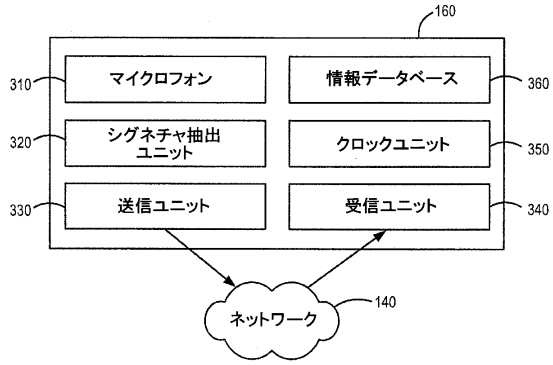 160
310
マイクロフォン
情報データベース
360
320
シグネチャ抽出
ユニット
クロックユニット
350
330
送信ユニット
受信ユニット
340
ネットワーク
140